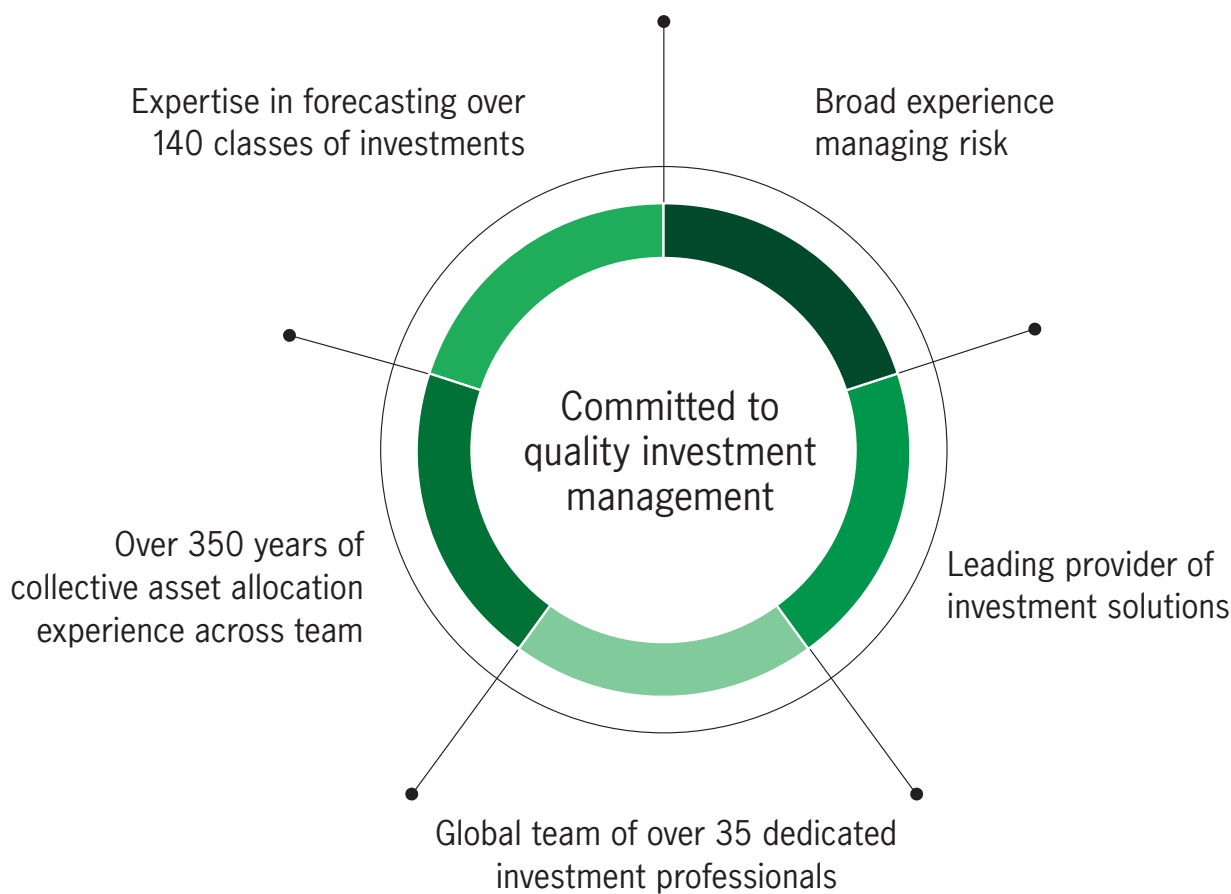 Expertise in forecasting over
140 classes of investments
Broad experience
managing risk
Committed to
quality investment
management
Over 350 years of
collective asset allocation
experience across team
Leading provider of
investment solutions
Global team of over 35 dedicated
investment professionals